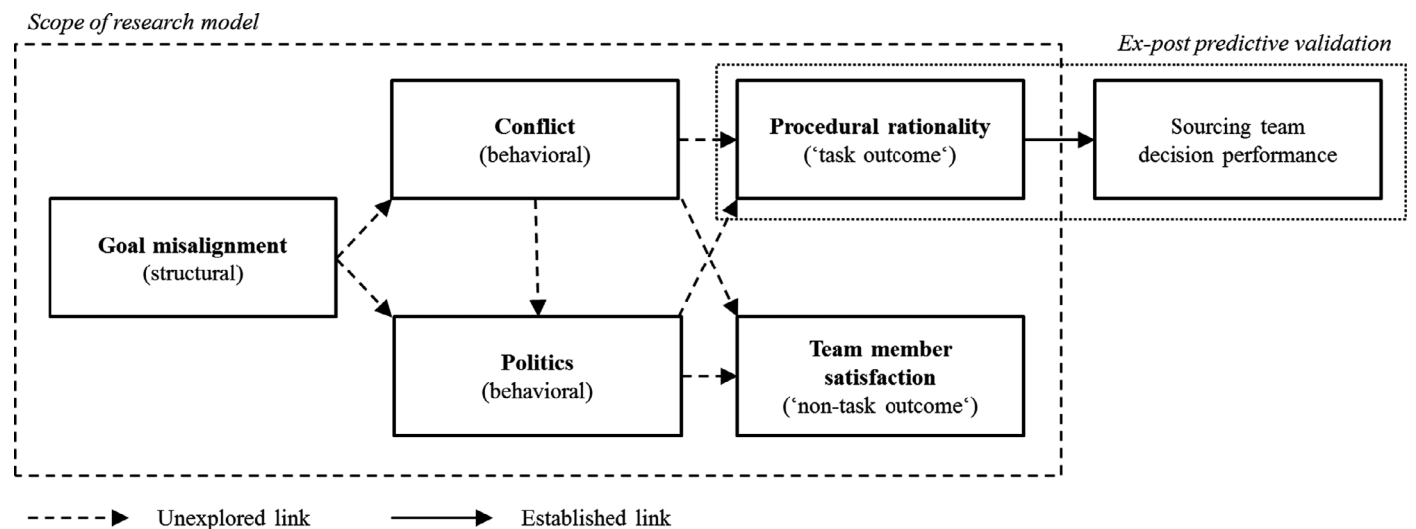 Scope of research model
Ex-post predictive validation
Conflict
(behavioral)
Procedural rationality
(‘task outcome‘)
Sourcing team
decision performance
Goal misalignment
(structural)
Politics
(behavioral)
Team member
satisfaction
(‘non-task outcome‘)
Unexplored link
Established link